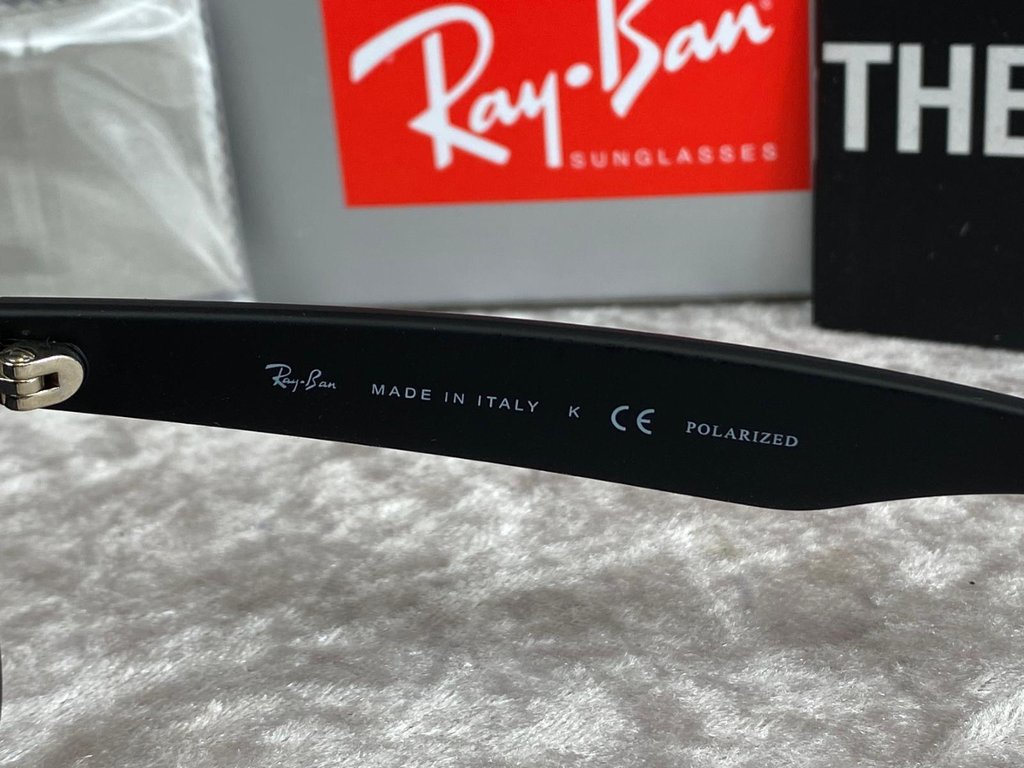 Ray-Ban®
SUNGLASSES
THE
Ray-Ban MADE IN ITALY K CE POLARIZED